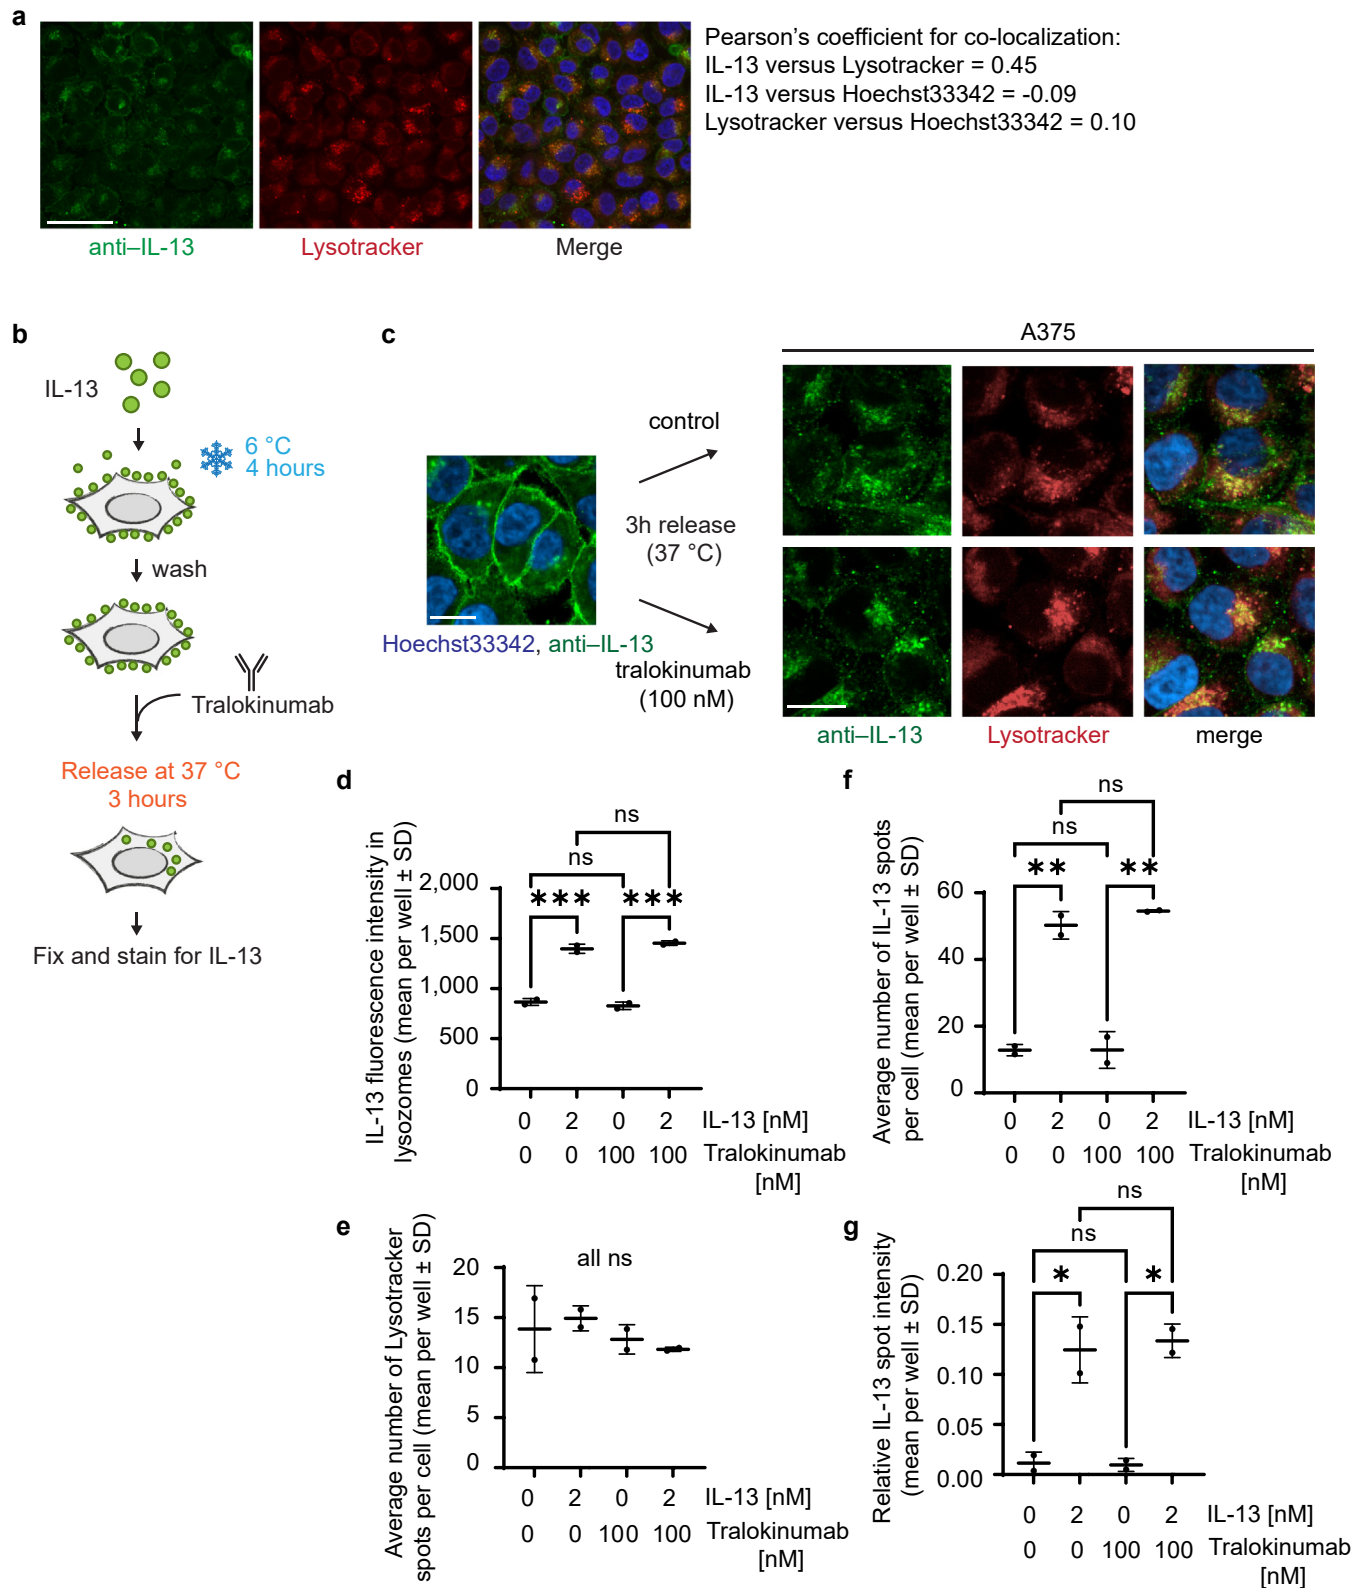 a
Pearson's coefficient for co-localization:
IL-13 versus Lysotracker = 0.45
IL-13 versus Hoechst33342 = -0.09
Lysotracker versus Hoechst33342 = 0.10
anti–IL-13
Lysotracker
Merge
b
IL-13
6 °C
4 hours
wash
Tralokinumab
Release at 37 °C
3 hours
Fix and stain for IL-13
c
A375
control
3h release
(37 °C)
Hoechst33342, anti–IL-13
tralokinumab
(100 nM)
anti–IL-13
Lysotracker
merge
d
IL-13 fluorescence intensity in
lysozomes (mean per well ± SD)
ns
ns
*** ***
2,000
1,500
1,000
500
0
0 2 0 2 IL-13 [nM]
0 0 100 100 Tralokinumab
[nM]
f
Average number of IL-13 spots
per cell (mean per well ± SD)
ns
ns
** **
60
40
20
0
0 2 0 2 IL-13 [nM]
0 0 100 100 Tralokinumab
[nM]
e
Average number of Lysotracker
spots per cell (mean per well ± SD)
all ns
20
15
10
5
0
0 2 0 2 IL-13 [nM]
0 0 100 100 Tralokinumab
[nM]
g
Relative IL-13 spot intensity
(mean per well ± SD)
ns
ns
* *
0.20
0.15
0.10
0.05
0.00
0 2 0 2 IL-13 [nM]
0 0 100 100 Tralokinumab
[nM]